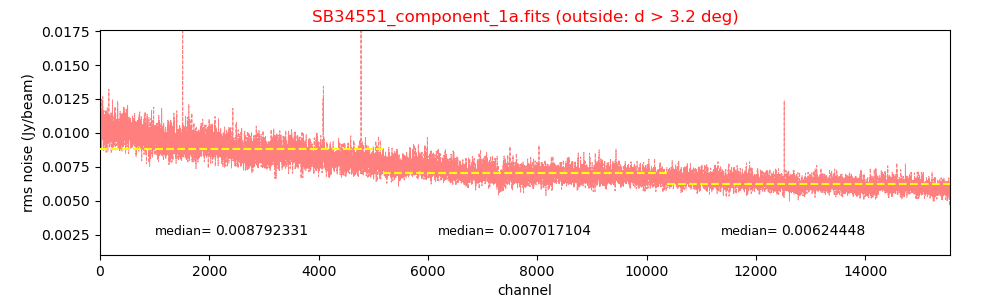 SB34551_component_1a.fits (outside: d > 3.2 deg)
rms noise (Jy/beam)
0.0175
0.0150
0.0125
0.0100
0.0075
0.0050
0.0025
median= 0.008792331
median= 0.007017104
median= 0.00624448
0 2000 4000 6000 8000 10000 12000 14000
channel